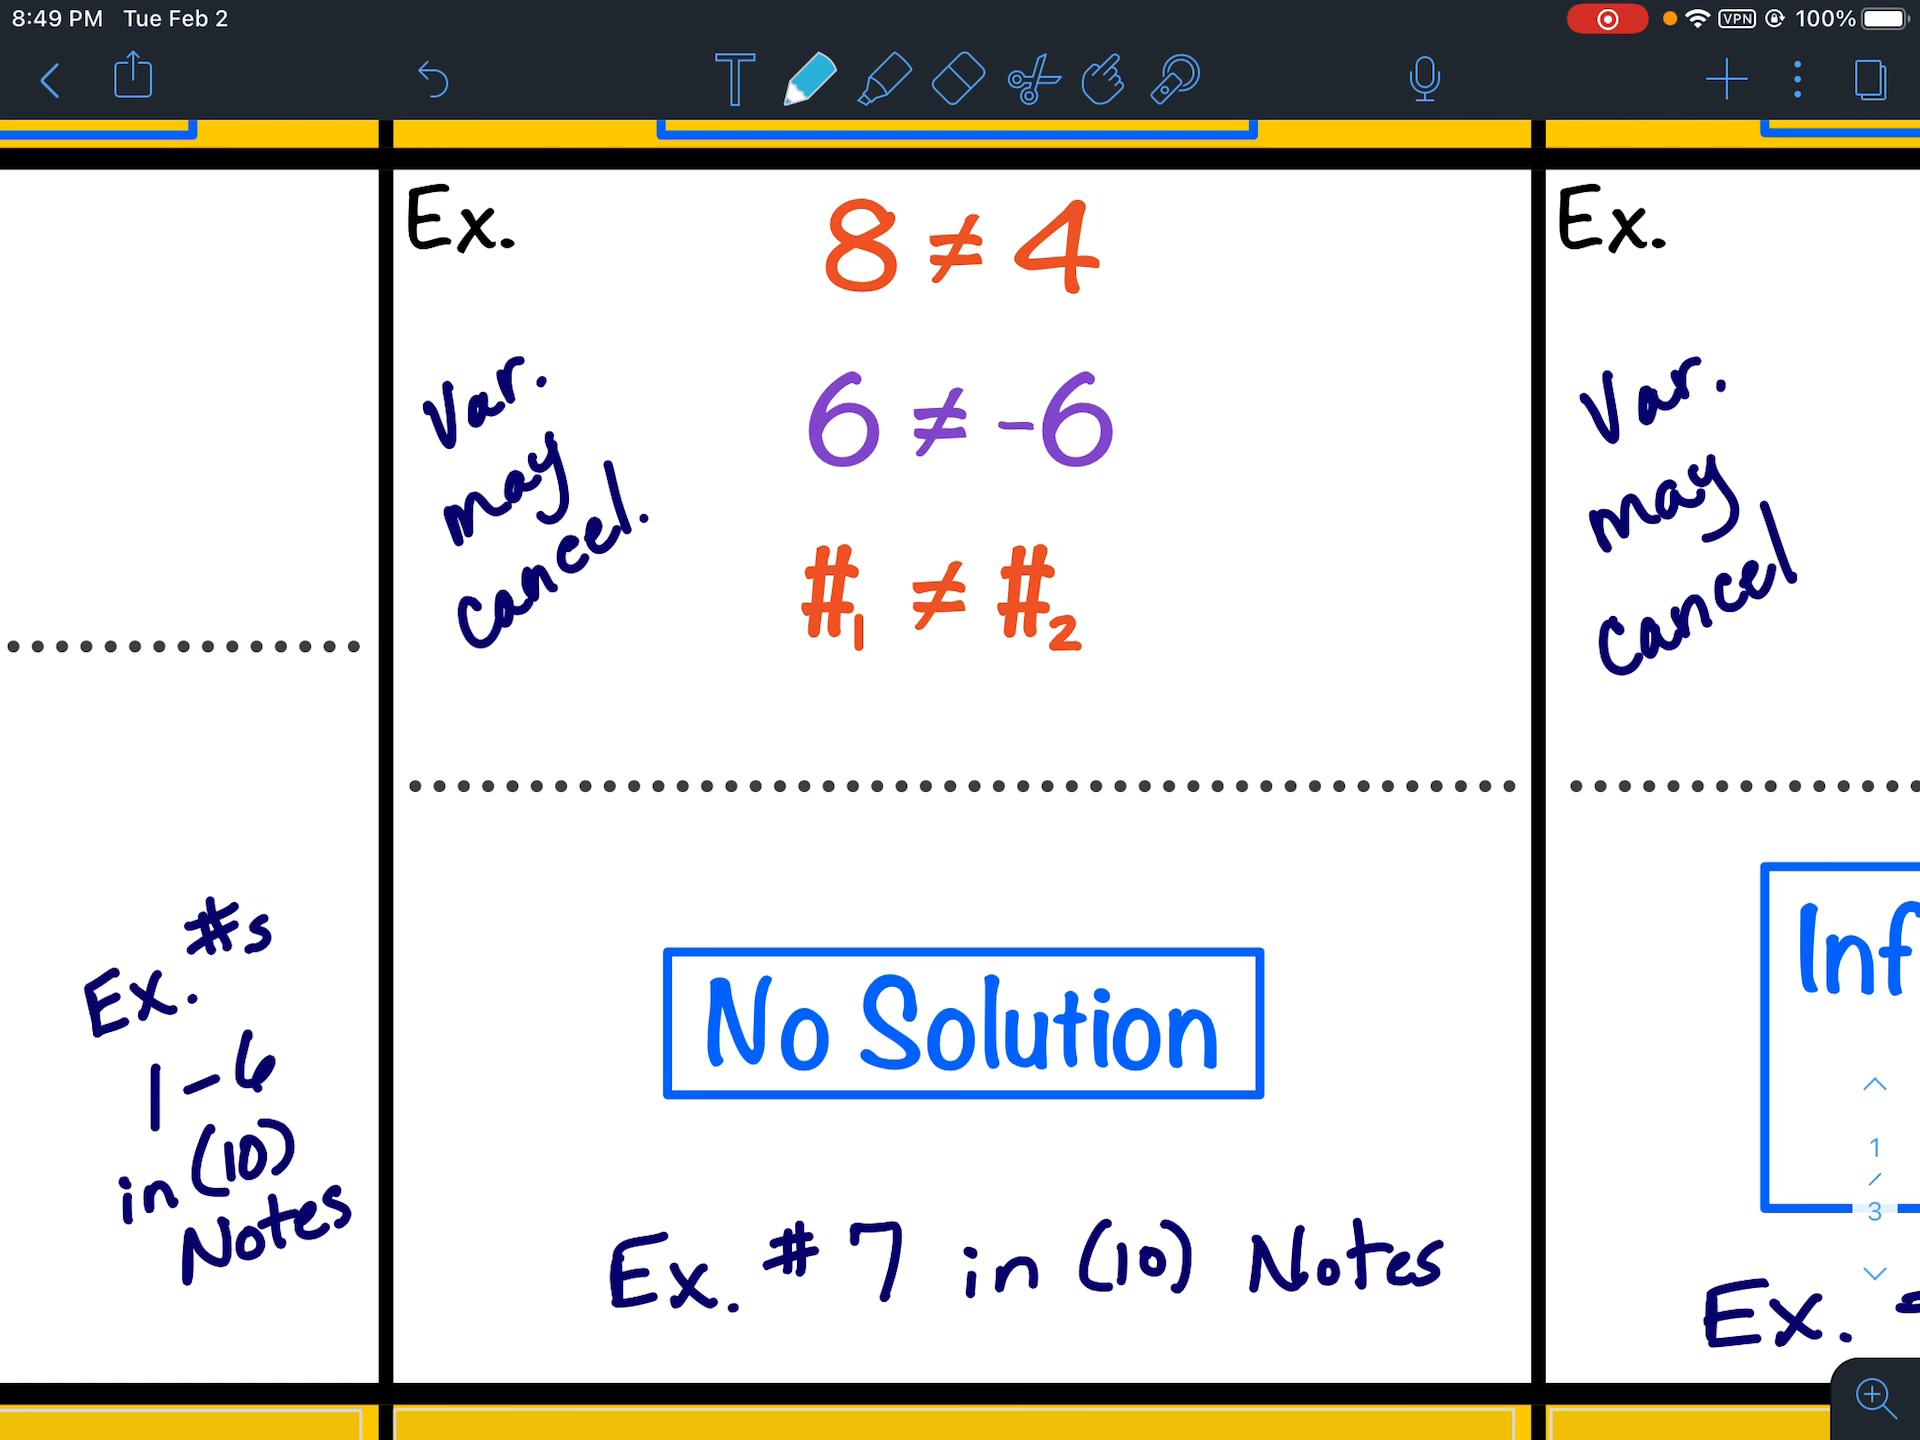 8:49 PM Tue Feb 2
VPN 100%
T
#s
Ex.
1-6
in (10)
Notes
Ex.
8 ≠ 4
Var.
may
cancel.
6 ≠ -6
#₁ ≠ #₂
No Solution
Ex. # 7 in (10) Notes
Ex.
Var.
may
cancel
Inf
Ex.
1
/
3